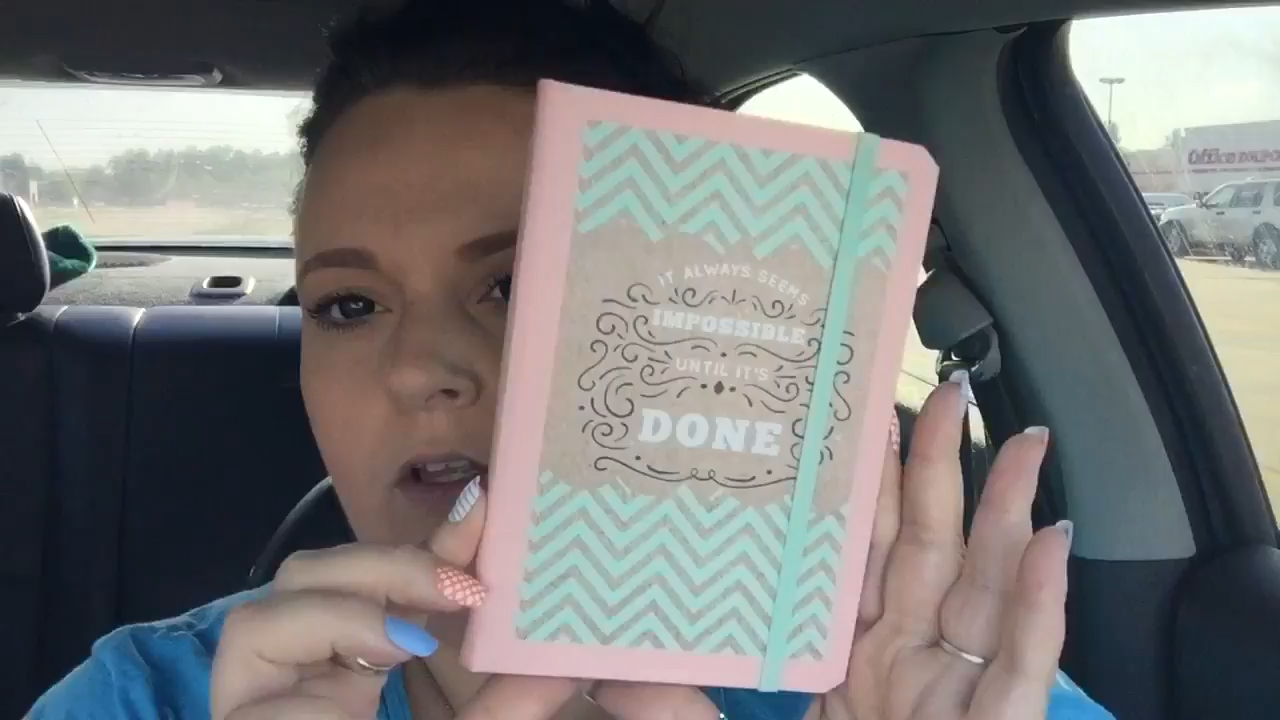 IT ALWAYS SEEMS
IMPOSSIBLE
UNTIL IT'S
DONE
Office DEPOT